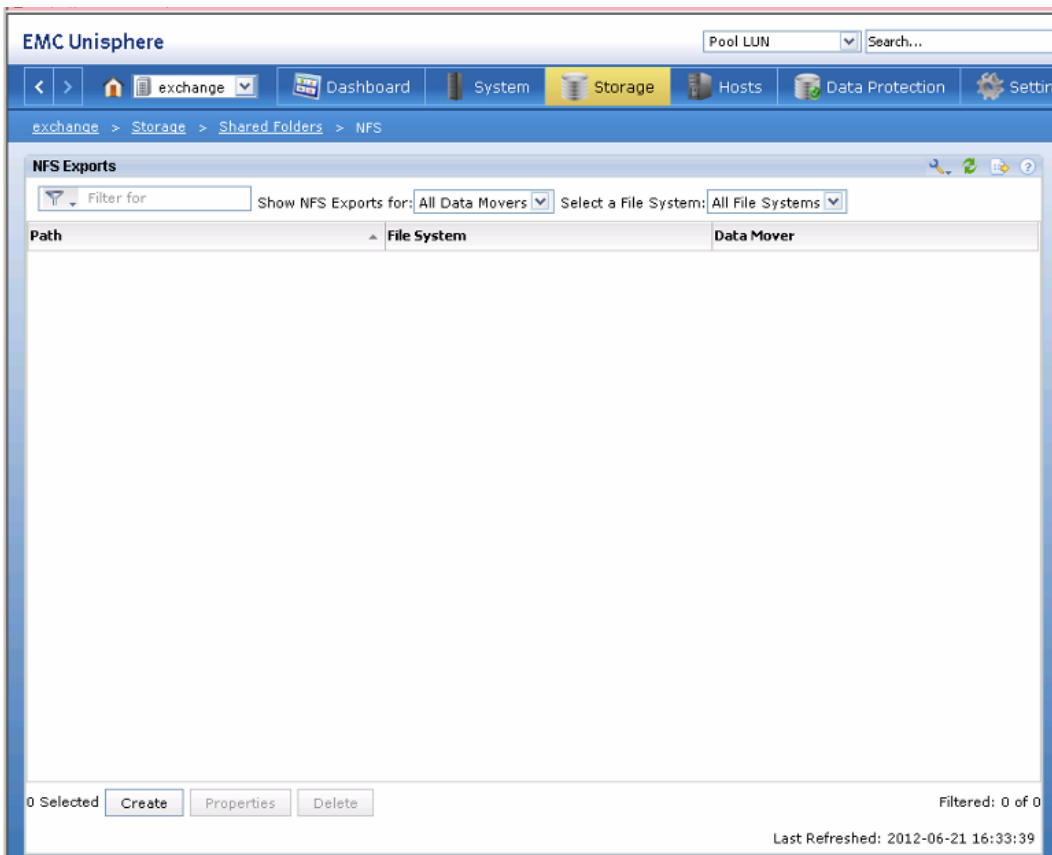 EMC Unisphere
Pool LUN
Search...
exchange
Dashboard
System
Storage
Hosts
Data Protection
exchange > Storage > Shared Folders > NFS
NFS Exports
Filter for
Show NFS Exports for: All Data Movers
Select a File System: All File Systems
Path
File System
Data Mover
0 Selected
Create
Properties
Delete
Filtered: 0 of 0
Last Refreshed: 2012-06-21 16:33:39